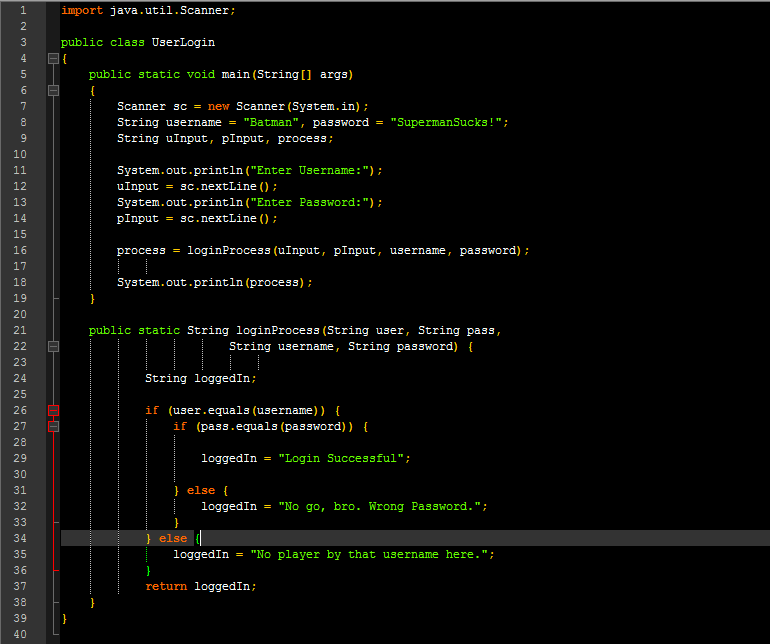 1 import java.util.Scanner;
2
3 public class UserLogin
4 {
5     public static void main(String[] args)
6     {
7         Scanner sc = new Scanner(System.in);
8         String username = "Batman", password = "SupermanSucks!";
9         String uInput, pInput, process;
10
11         System.out.println("Enter Username:");
12         uInput = sc.nextLine();
13         System.out.println("Enter Password:");
14         pInput = sc.nextLine();
15
16         process = loginProcess(uInput, pInput, username, password);
17
18         System.out.println(process);
19     }
20
21     public static String loginProcess(String user, String pass,
22                         String username, String password) {
23
24             String loggedIn;
25
26             if (user.equals(username)) {
27                 if (pass.equals(password)) {
28
29                     loggedIn = "Login Successful";
30
31                 } else {
32                     loggedIn = "No go, bro. Wrong Password.";
33                 }
34             } else {
35                 loggedIn = "No player by that username here.";
36             }
37             return loggedIn;
38     }
39 }
40